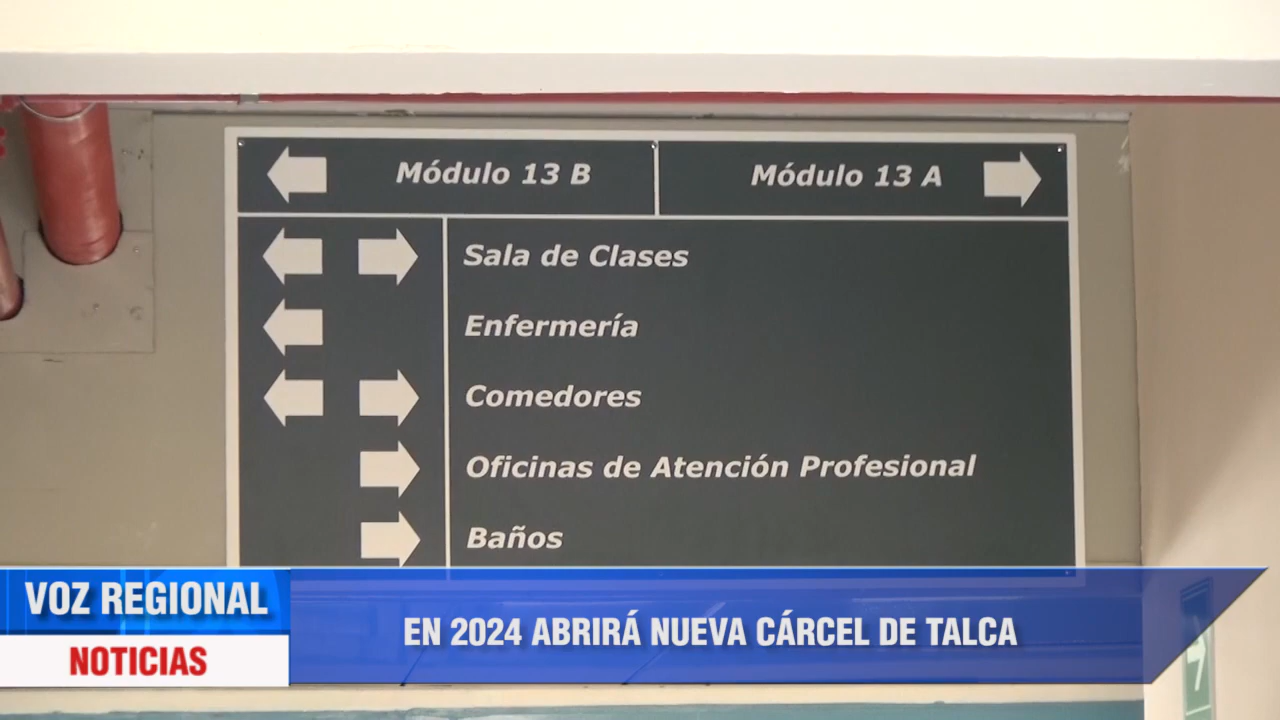 Módulo 13 B
Módulo 13 A
Sala de Clases
Enfermería
Comedores
Oficinas de Atención Profesional
Baños
VOZ REGIONAL
NOTICIAS
EN 2024 ABRIRÁ NUEVA CÁRCEL DE TALCA